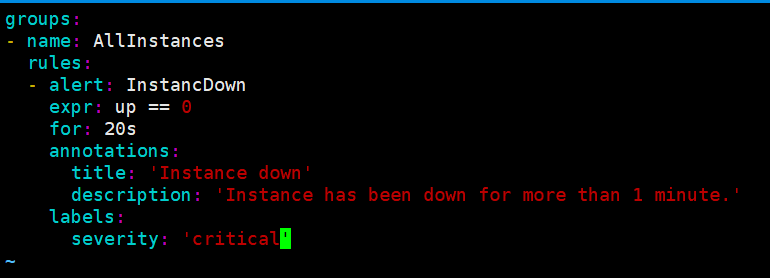 groups:
- name: AllInstances
  rules:
  - alert: InstancDown
    expr: up == 0
    for: 20s
    annotations:
      title: 'Instance down'
      description: 'Instance has been down for more than 1 minute.'
    labels:
      severity: 'critical'
~